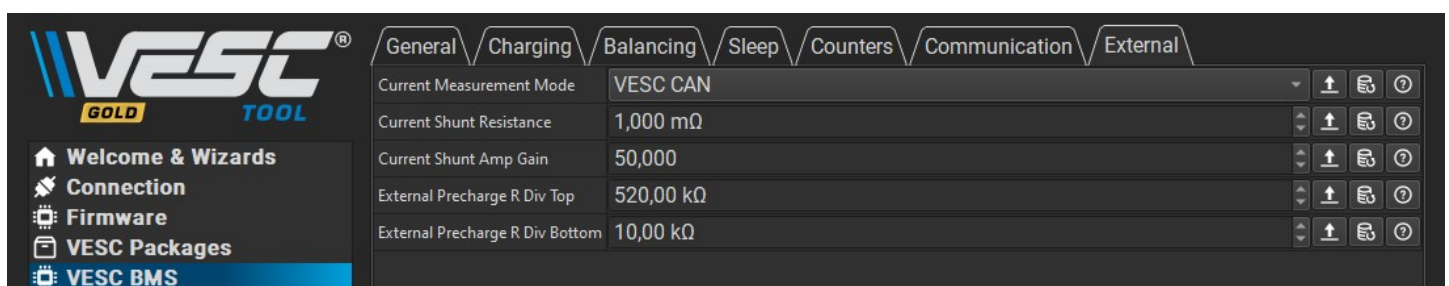 VESC®
GOLD TOOL
Welcome & Wizards
Connection
Firmware
VESC Packages
VESC BMS
General Charging Balancing Sleep Counters Communication External
Current Measurement Mode VESC CAN
Current Shunt Resistance 1,000 mΩ
Current Shunt Amp Gain 50,000
External Precharge R Div Top 520,00 kΩ
External Precharge R Div Bottom 10,00 kΩ